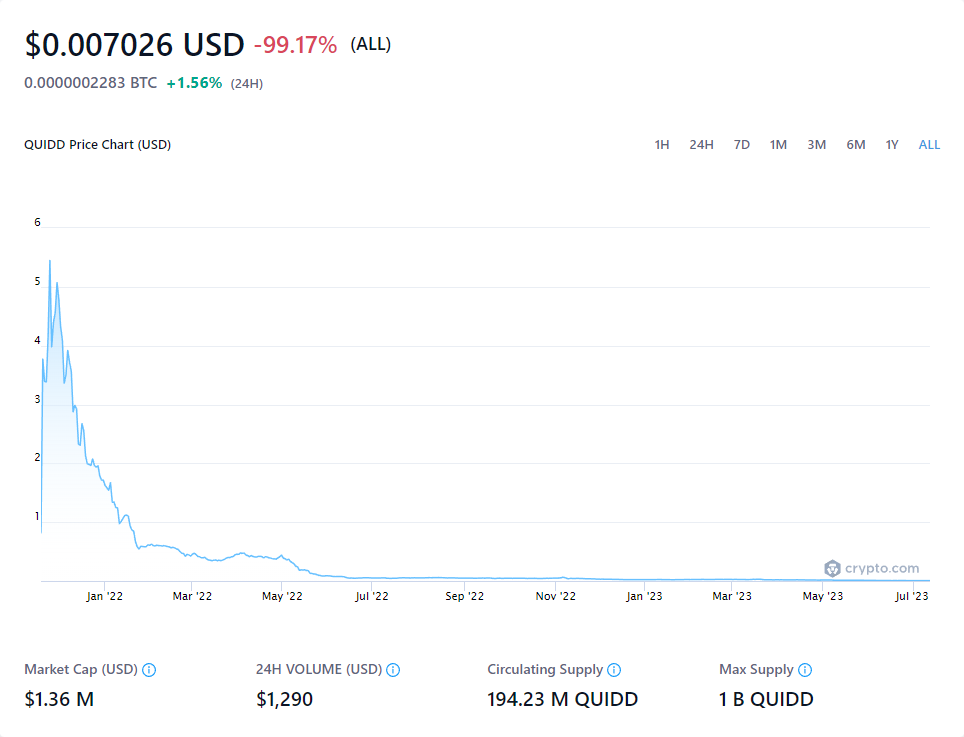 $0.007026 USD -99.17% (ALL)
0.0000002283 BTC +1.56% (24H)
QUIDD Price Chart (USD) 1H 24H 7D 1M 3M 6M 1Y ALL
6
5
4
3
2
1
crypto.com
Jan '22 Mar '22 May '22 Jul '22 Sep '22 Nov '22 Jan '23 Mar '23 May '23 Jul '23
Market Cap (USD) 24H VOLUME (USD) Circulating Supply Max Supply
$1.36 M $1,290 194.23 M QUIDD 1 B QUIDD